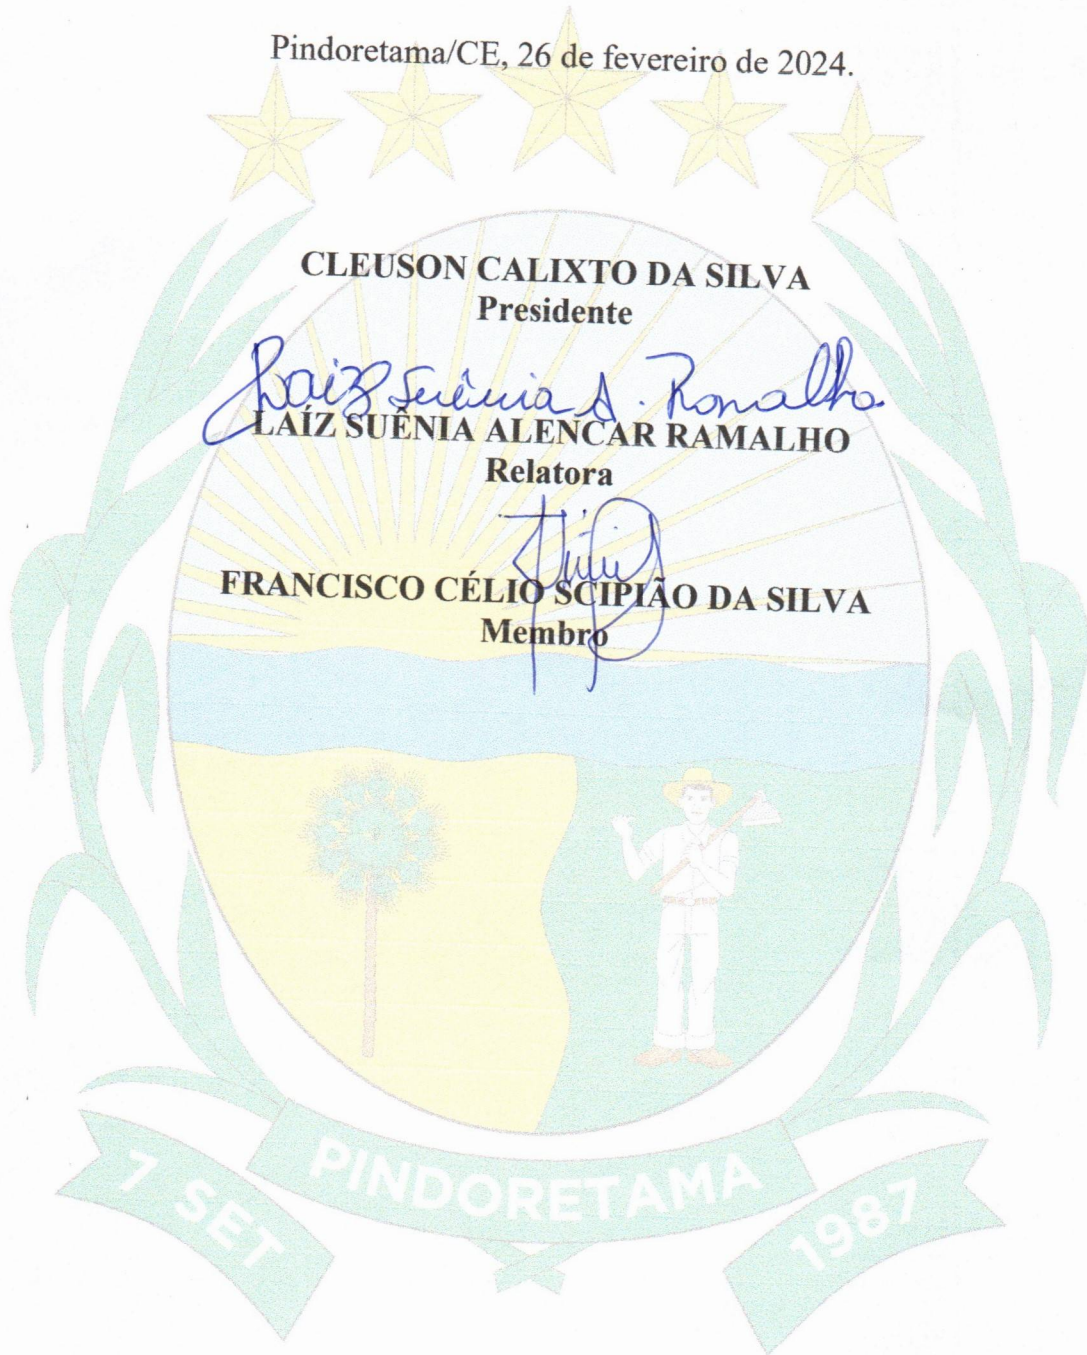 Pindoretama/CE, 26 de fevereiro de 2024.
CLEUSON CALIXTO DA SILVA
Presidente
Laiz Suênia A. Ramalho
LAÍZ SUÊNIA ALENCAR RAMALHO
Relatora
FRANCISCO CÉLIO SCIPIÃO DA SILVA
Membro
7 SET
PINDORETAMA
1987